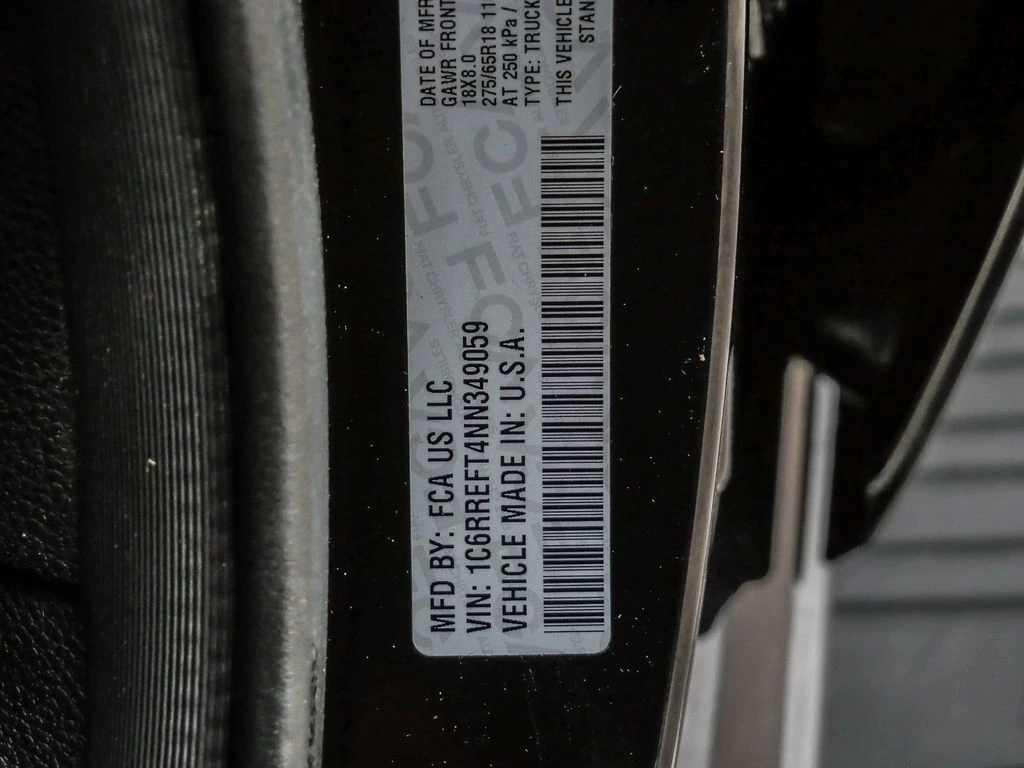 MFD BY: FCA US LLC
VIN: 1C6RREFT4NN349059
VEHICLE MADE IN: U.S.A.
DATE OF MFR
GAWR FRONT
18X8.0
275/65R18 11
AT 250 kPa /
TYPE: TRUCK
THIS VEHICLE
STAN